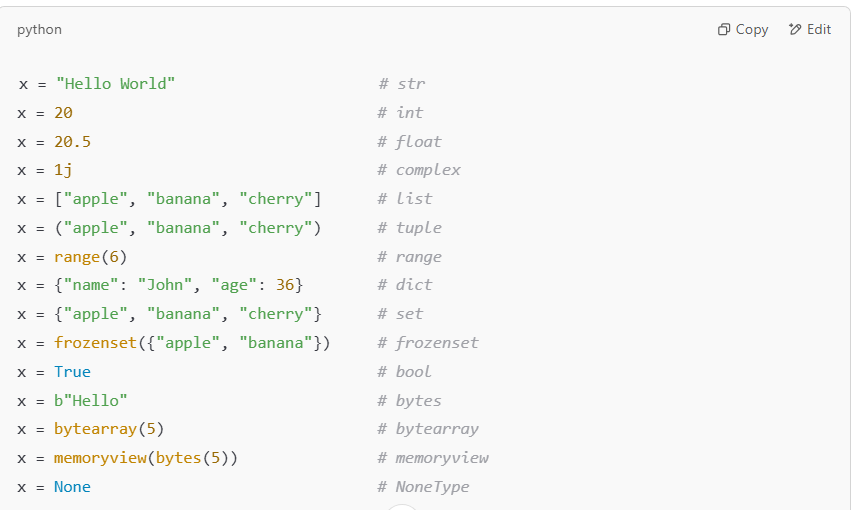 python Copy Edit
x = "Hello World" # str
x = 20 # int
x = 20.5 # float
x = 1j # complex
x = ["apple", "banana", "cherry"] # list
x = ("apple", "banana", "cherry") # tuple
x = range(6) # range
x = {"name": "John", "age": 36} # dict
x = {"apple", "banana", "cherry"} # set
x = frozenset({"apple", "banana"}) # frozenset
x = True # bool
x = b"Hello" # bytes
x = bytearray(5) # bytearray
x = memoryview(bytes(5)) # memoryview
x = None # NoneType